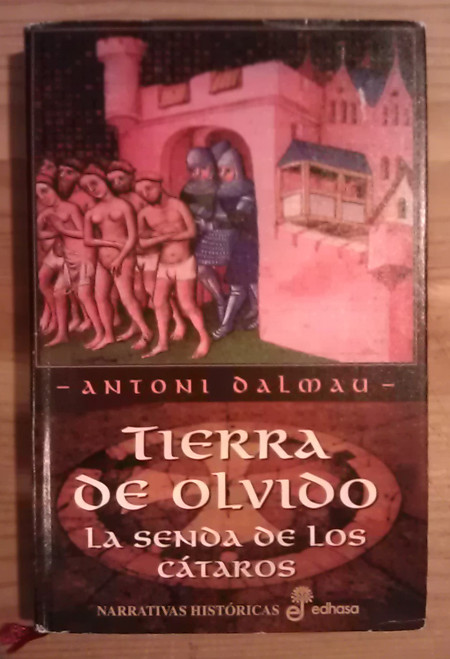 - ANTONI DALMAU -
TIERRA
DE OLVIDO
LA SENDA DE LOS
CÁTAROS
NARRATIVAS HISTÓRICAS edhasa